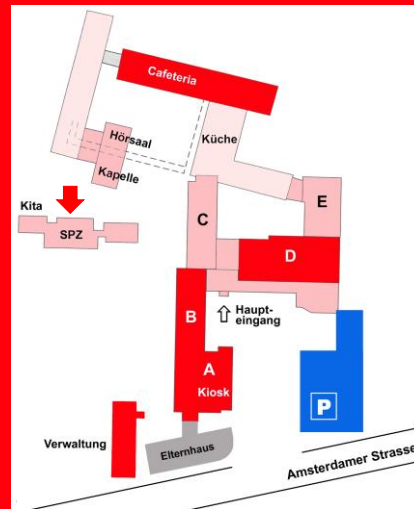 Cafeteria
Hörsaal
Küche
Kapelle
Kita
SPZ
C
E
D
B
Haupt-
eingang
A
Kiosk
P
Verwaltung
Elternhaus
Amsterdamer Strasse